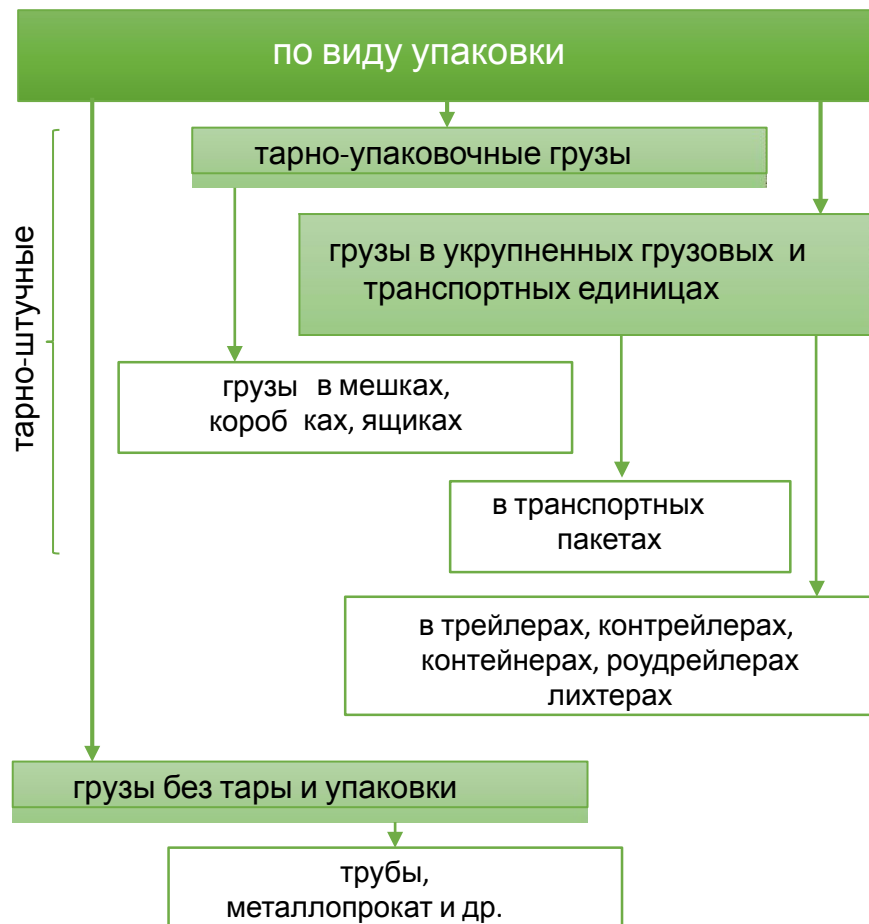 по виду упаковки
тарно-упаковочные грузы
тарно-штучные
грузы в укрупненных грузовых и
транспортных единицах
грузы в мешках,
короб ках, ящиках
в транспортных
пакетах
в трейлерах, контрейлерах,
контейнерах, роудрейлерах
лихтерах
грузы без тары и упаковки
трубы,
металлопрокат и др.